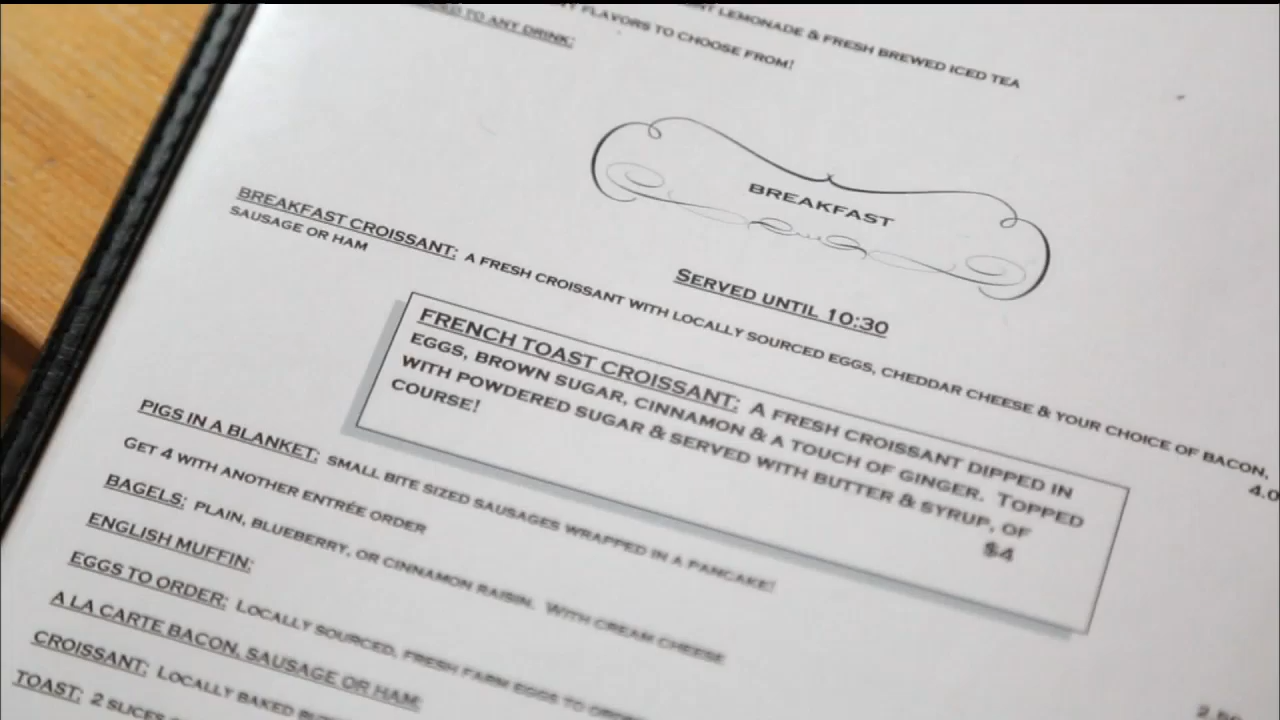 LEMONADE & FRESH BREWED ICED TEA
FLAVORS TO CHOOSE FROM!
TO ANY DRINK:
BREAKFAST
SERVED UNTIL 10:30
BREAKFAST CROISSANT: A FRESH CROISSANT WITH LOCALLY SOURCED EGGS, CHEDDAR CHEESE & YOUR CHOICE OF BACON,
SAUSAGE OR HAM
FRENCH TOAST CROISSANT: A FRESH CROISSANT DIPPED IN
EGGS, BROWN SUGAR, CINNAMON & A TOUCH OF GINGER. TOPPED
WITH POWDERED SUGAR & SERVED WITH BUTTER & SYRUP, OF
COURSE! $4
PIGS IN A BLANKET: SMALL BITE SIZED SAUSAGES WRAPPED IN A PANCAKE!
GET 4 WITH ANOTHER ENTRÉE ORDER
BAGELS: PLAIN, BLUEBERRY, OR CINNAMON RAISIN. WITH CREAM CHEESE
ENGLISH MUFFIN:
EGGS TO ORDER: LOCALLY SOURCED, FRESH FARM EGGS TO
A LA CARTE BACON, SAUSAGE OR HAM:
CROISSANT: LOCALLY BAKED
TOAST: 2 SLICES